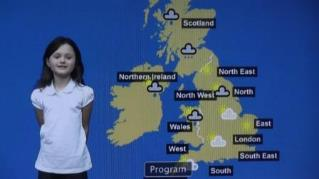 Scotland
Northern Ireland
North East
North West
North
Wales
East
West
London
South East
South
Program